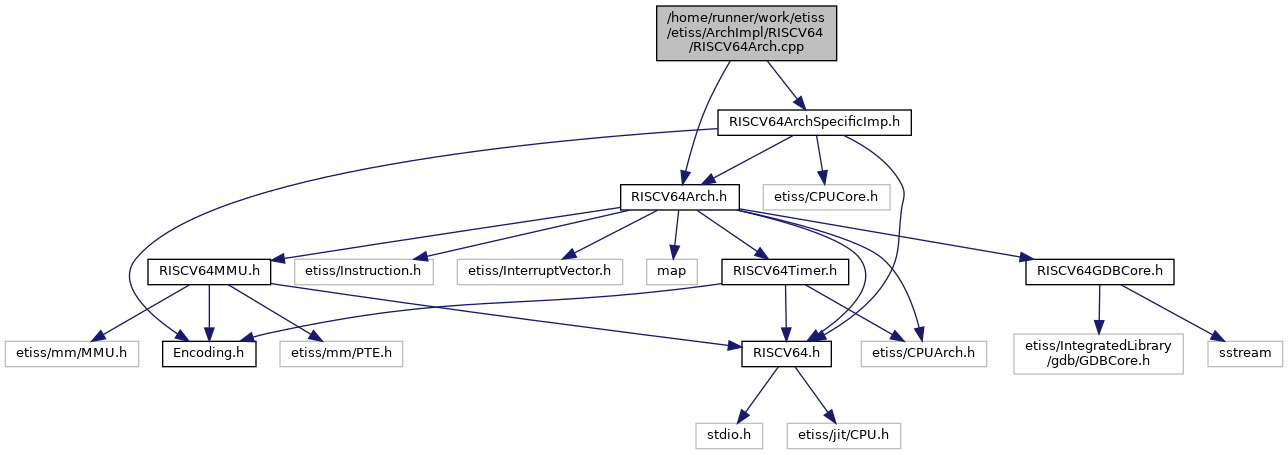 /home/runner/work/etiss
/etiss/ArchImpl/RISCV64
/RISCV64Arch.cpp
RISCV64ArchSpecificImp.h
RISCV64Arch.h
etiss/CPUCore.h
RISCV64MMU.h
etiss/Instruction.h
etiss/InterruptVector.h
map
RISCV64Timer.h
RISCV64GDBCore.h
etiss/mm/MMU.h
Encoding.h
etiss/mm/PTE.h
RISCV64.h
etiss/CPUArch.h
etiss/IntegratedLibrary
/gdb/GDBCore.h
sstream
stdio.h
etiss/jit/CPU.h